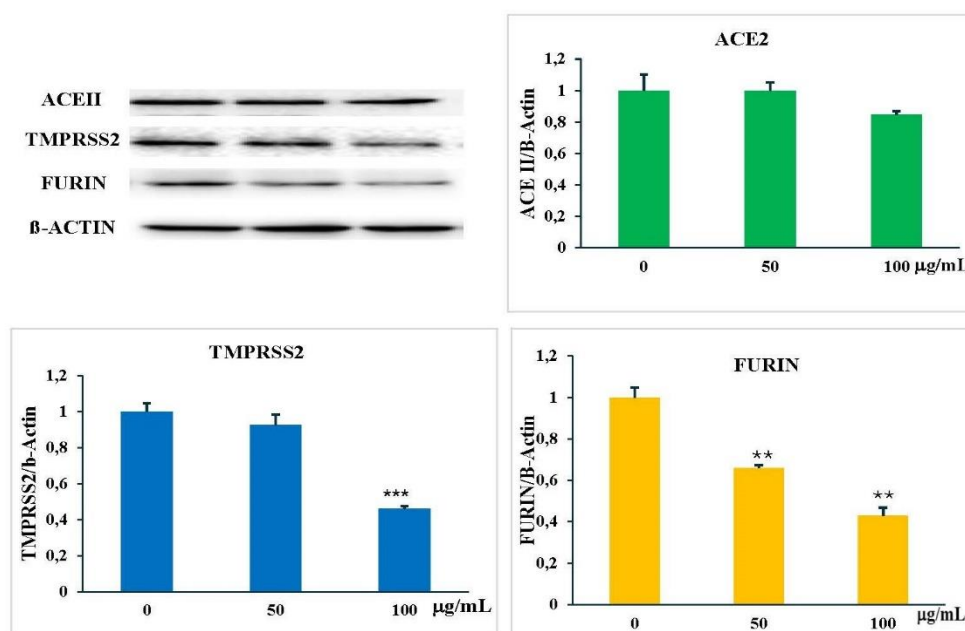 ACEII
TMPRSS2
FURIN
ß-ACTIN
ACE2
ACE II/B-Actin
1,2
1
0,8
0,6
0,4
0,2
0
0 50 100 µg/mL
TMPRSS2
TMPRSS2/b-Actin
1,2
1
0,8
0,6
0,4
0,2
0
***
0 50 100 µg/mL
FURIN
FURIN/B-Actin
1,2
1
0,8
0,6
0,4
0,2
0
**
**
0 50 100 µg/mL